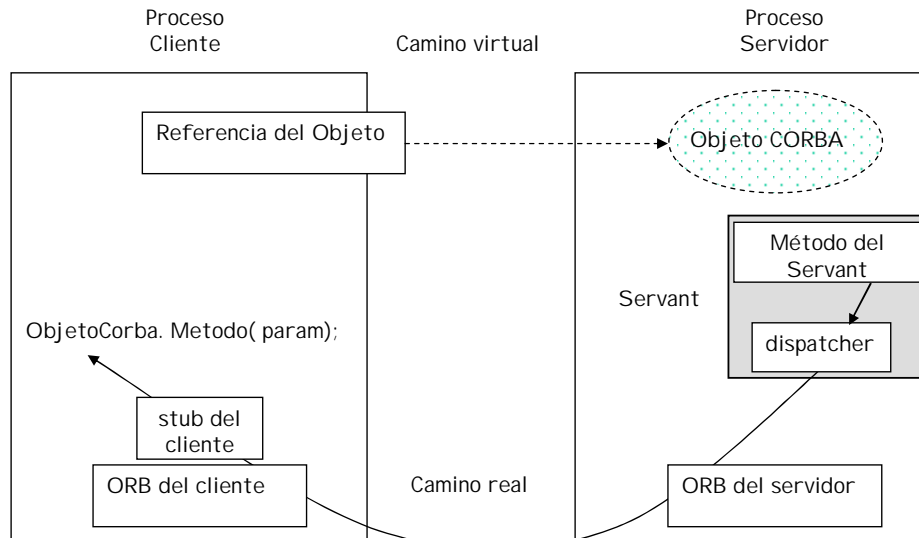 Proceso
Cliente
Camino virtual
Proceso
Servidor
Referencia del Objeto
Objeto CORBA
Método del
Servant
Servant
dispatcher
ObjetoCorba. Metodo( param);
stub del
cliente
ORB del cliente
Camino real
ORB del servidor